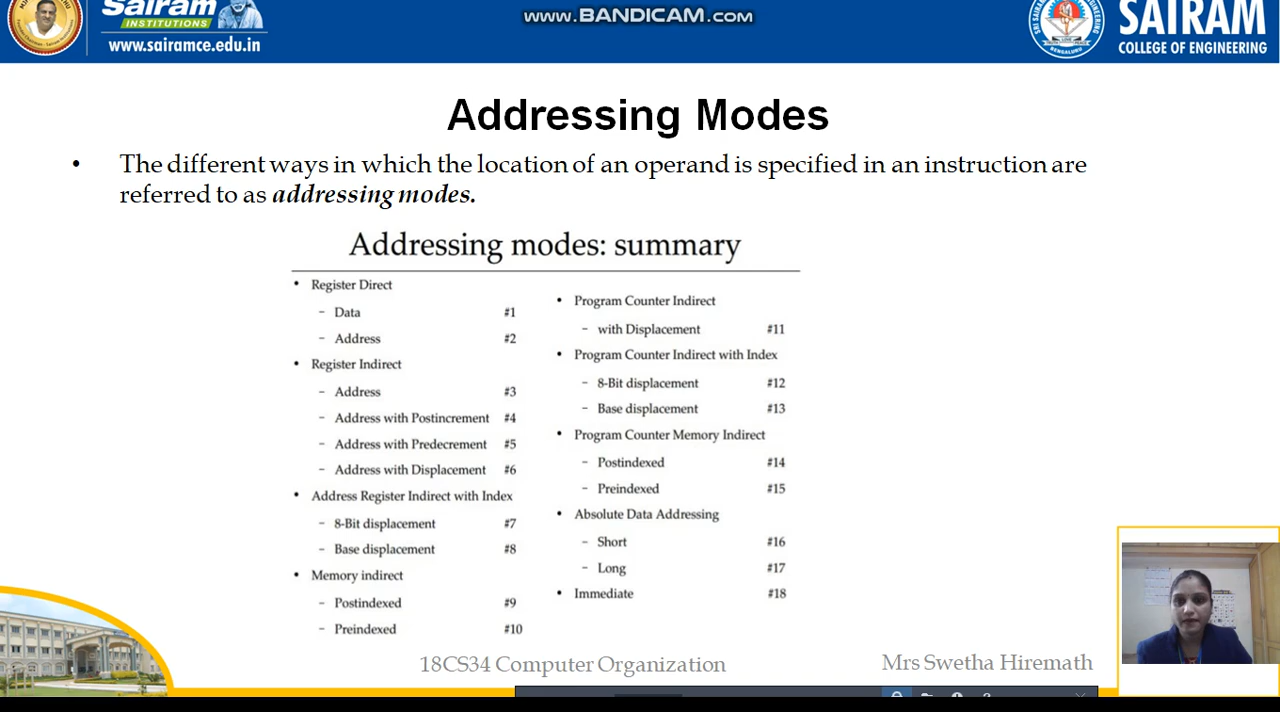 www.BANDICAM.com
Sairam
INSTITUTIONS
www.sairamce.edu.in
SAIRAM
COLLEGE OF ENGINEERING
Addressing Modes
• The different ways in which the location of an operand is specified in an instruction are
referred to as addressing modes.
Addressing modes: summary
• Register Direct
– Data #1
– Address #2
• Register Indirect
– Address #3
– Address with Postincrement #4
– Address with Predecrement #5
– Address with Displacement #6
• Address Register Indirect with Index
– 8-Bit displacement #7
– Base displacement #8
• Memory indirect
– Postindexed #9
– Preindexed #10
• Program Counter Indirect
– with Displacement #11
• Program Counter Indirect with Index
– 8-Bit displacement #12
– Base displacement #13
• Program Counter Memory Indirect
– Postindexed #14
– Preindexed #15
• Absolute Data Addressing
– Short #16
– Long #17
• Immediate #18
18CS34 Computer Organization
Mrs Swetha Hiremath